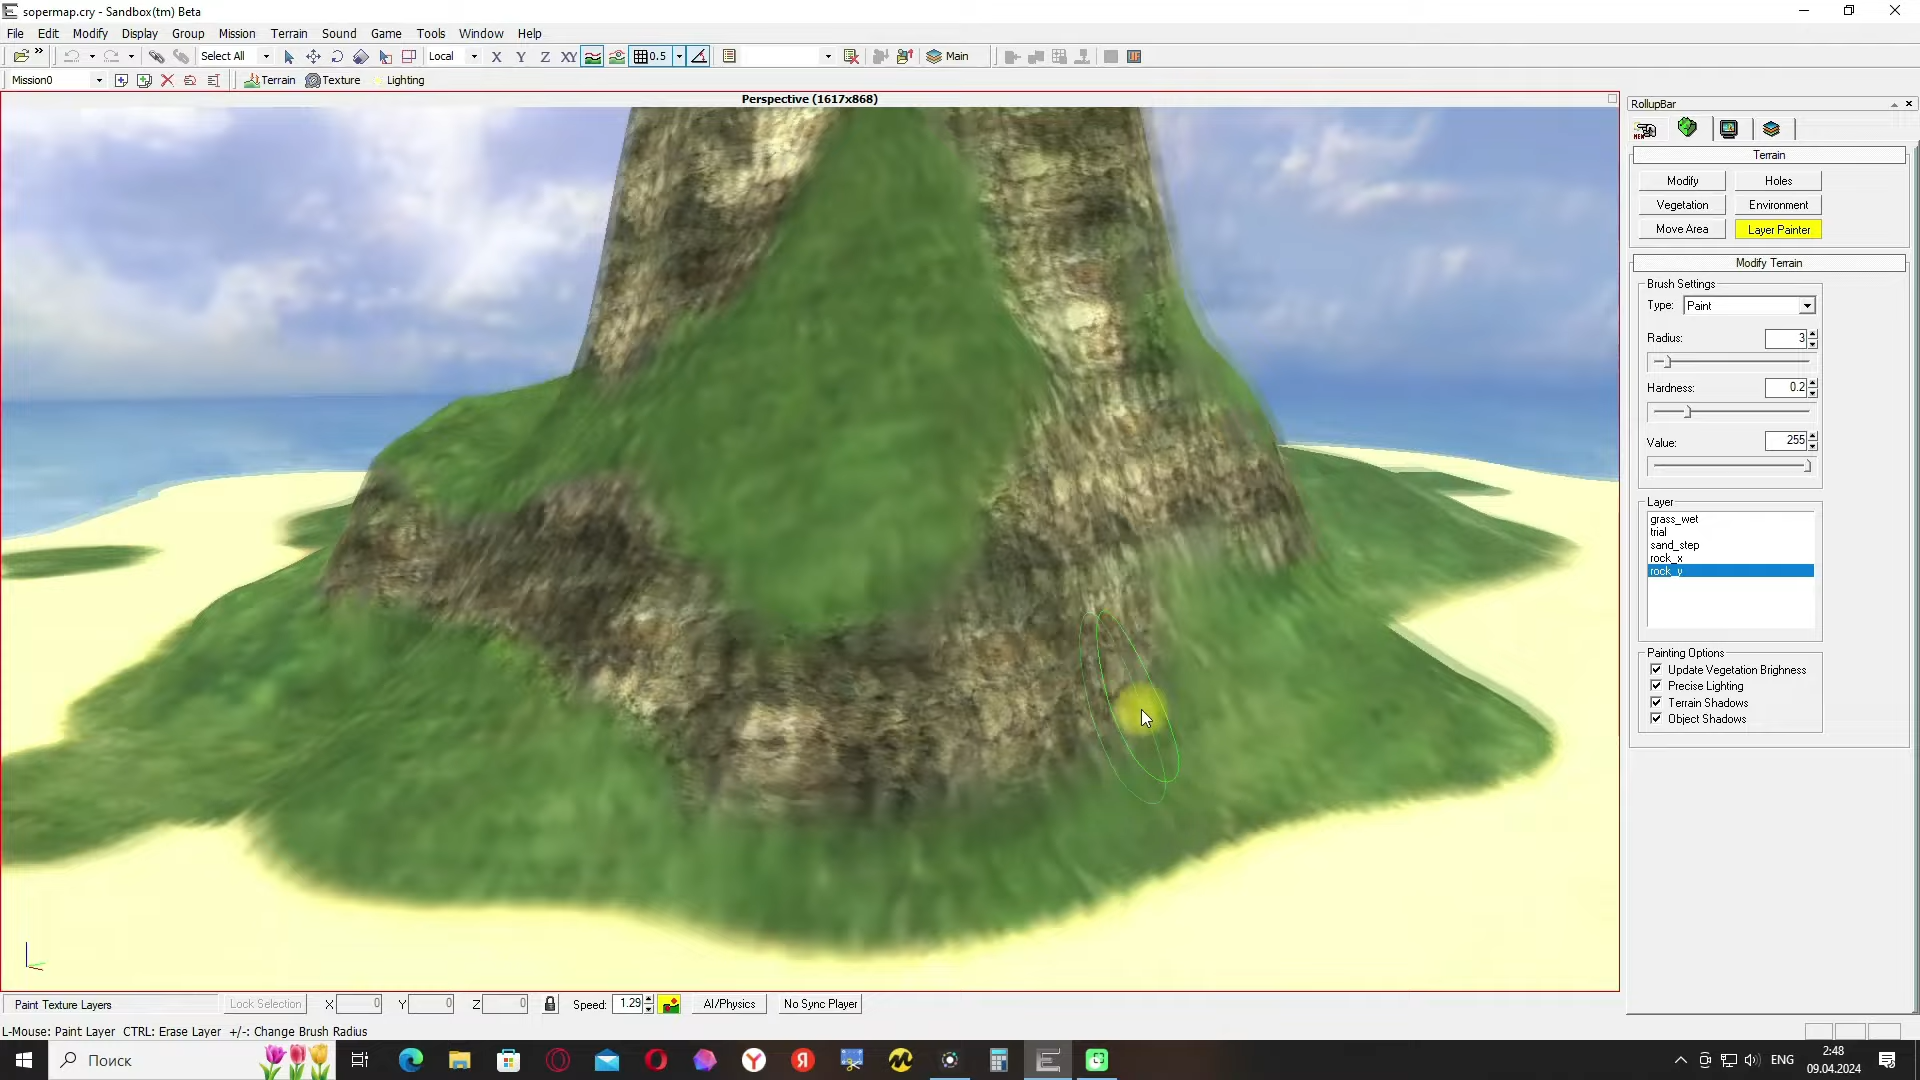 sopermap.cry - Sandbox(tm) Beta
File Edit Modify Display Group Mission Terrain Sound Game Tools Window Help
Select All Local X Y Z XY 0.5 Main
Mission0 Terrain Texture Lighting
Perspective (1617x868)
RollupBar
Terrain
Modify Holes
Vegetation Environment
Move Area Layer Painter
Modify Terrain
Brush Settings
Type: Paint
Radius: 3
Hardness: 0.2
Value: 255
Layer
grass_wet
trial
sand_step
rock_x
rock_y
Painting Options
Update Vegetation Brighness
Precise Lighting
Terrain Shadows
Object Shadows
Paint Texture Layers Lock Selection X 0 Y 0 Z 0 Speed: 1.29 AI/Physics No Sync Player
L-Mouse: Paint Layer CTRL: Erase Layer +/-: Change Brush Radius
Поиск
ENG
2:48
09.04.2024